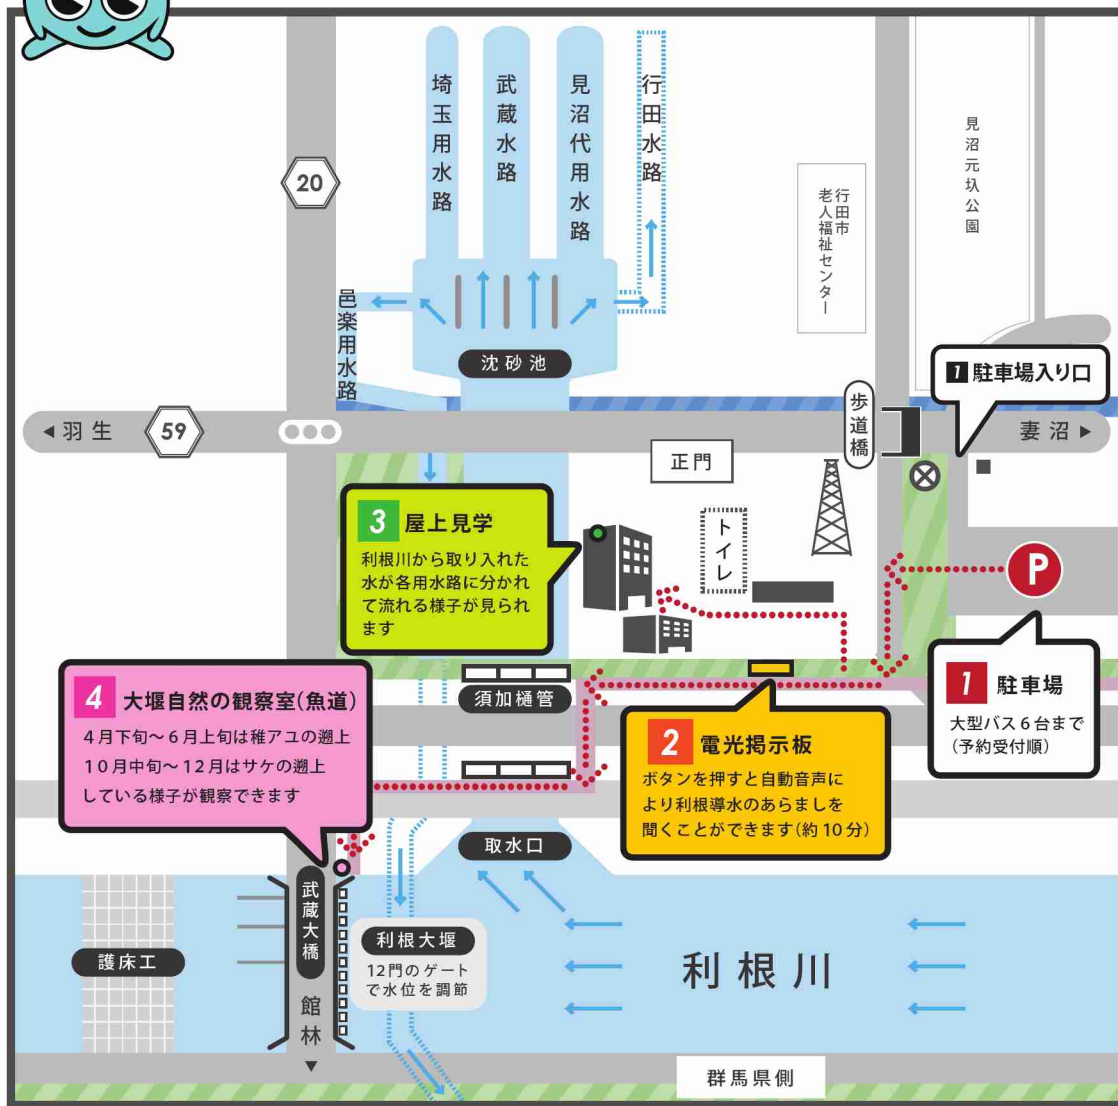 埼玉用水路
武蔵水路
見沼代用水路
行田水路
見沼元圦公園
行田市
老人福祉センター
20
邑楽用水路
沈砂池
1 駐車場入り口
◀羽生
59
歩道橋
妻沼▶
正門
トイレ
3 屋上見学
利根川から取り入れた
水が各用水路に分かれ
て流れる様子が見られ
ます
P
1 駐車場
大型バス6台まで
(予約受付順)
4 大堰自然の観察室(魚道)
4月下旬～6月上旬は稚アユの遡上
10月中旬～12月はサケの遡上
している様子が観察できます
須加樋管
2 電光掲示板
ボタンを押すと自動音声に
より利根導水のあらましを
聞くことができます(約10分)
取水口
武蔵大橋
利根大堰
12門のゲート
で水位を調節
護床工
利根川
館林
▼
群馬県側